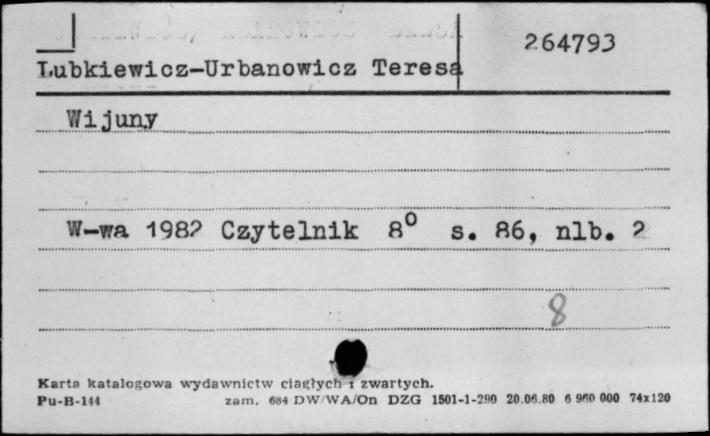 264793
Lubkiewicz-Urbanowicz Teresa
Wijuny
W-wa 1982 Czytelnik 8° s. 86, nlb. 2
8
Karta katalogowa wydawnictw ciągłych i zwartych.
Pu-B-144 zam. 684 DW/WA/On DZG 1501-1-290 20.06.80 6 960 000 74x120